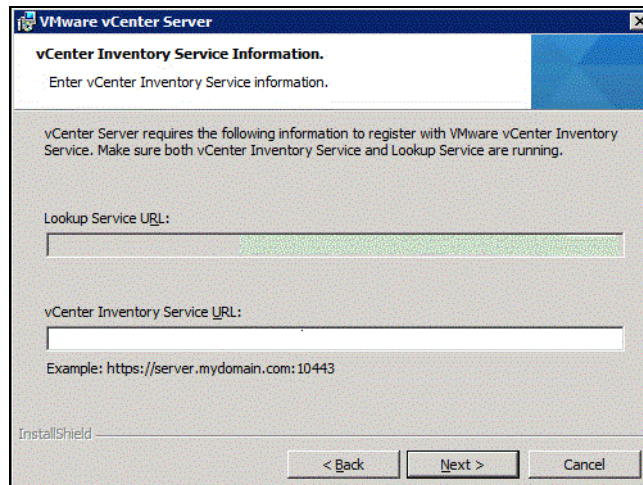 VMware vCenter Server
vCenter Inventory Service Information.
Enter vCenter Inventory Service information.
vCenter Server requires the following information to register with VMware vCenter Inventory
Service. Make sure both vCenter Inventory Service and Lookup Service are running.
Lookup Service URL:
vCenter Inventory Service URL:
Example: https://server.mydomain.com:10443
InstallShield
< Back
Next >
Cancel